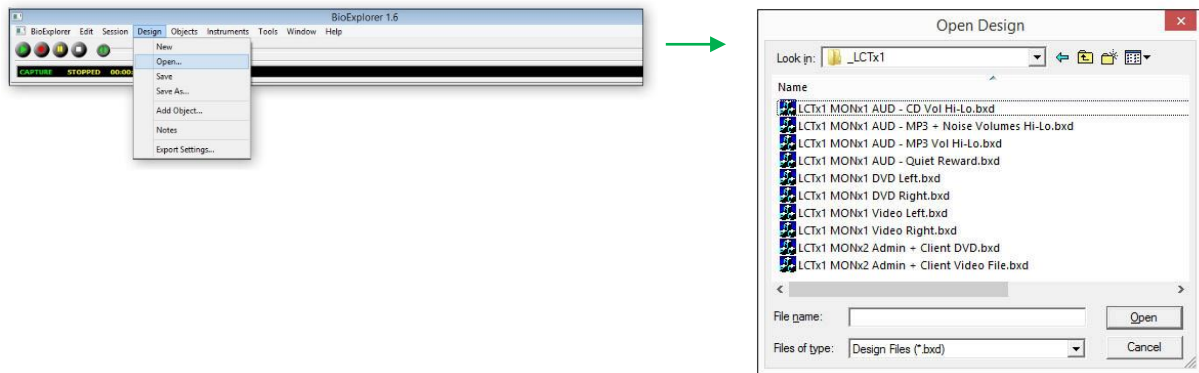 BioExplorer 1.6
BioExplorer Edit Session Design Objects Instruments Tools Window Help
CAPTURE STOPPED 00:00:
New
Open...
Save
Save As...
Add Object...
Notes
Export Settings...
Open Design
Look in: _LCTx1
Name
LCTx1 MONx1 AUD - CD Vol Hi-Lo.bxd
LCTx1 MONx1 AUD - MP3 + Noise Volumes Hi-Lo.bxd
LCTx1 MONx1 AUD - MP3 Vol Hi-Lo.bxd
LCTx1 MONx1 AUD - Quiet Reward.bxd
LCTx1 MONx1 DVD Left.bxd
LCTx1 MONx1 DVD Right.bxd
LCTx1 MONx1 Video Left.bxd
LCTx1 MONx1 Video Right.bxd
LCTx1 MONx2 Admin + Client DVD.bxd
LCTx1 MONx2 Admin + Client Video File.bxd
File name: Open
Files of type: Design Files (*.bxd) Cancel